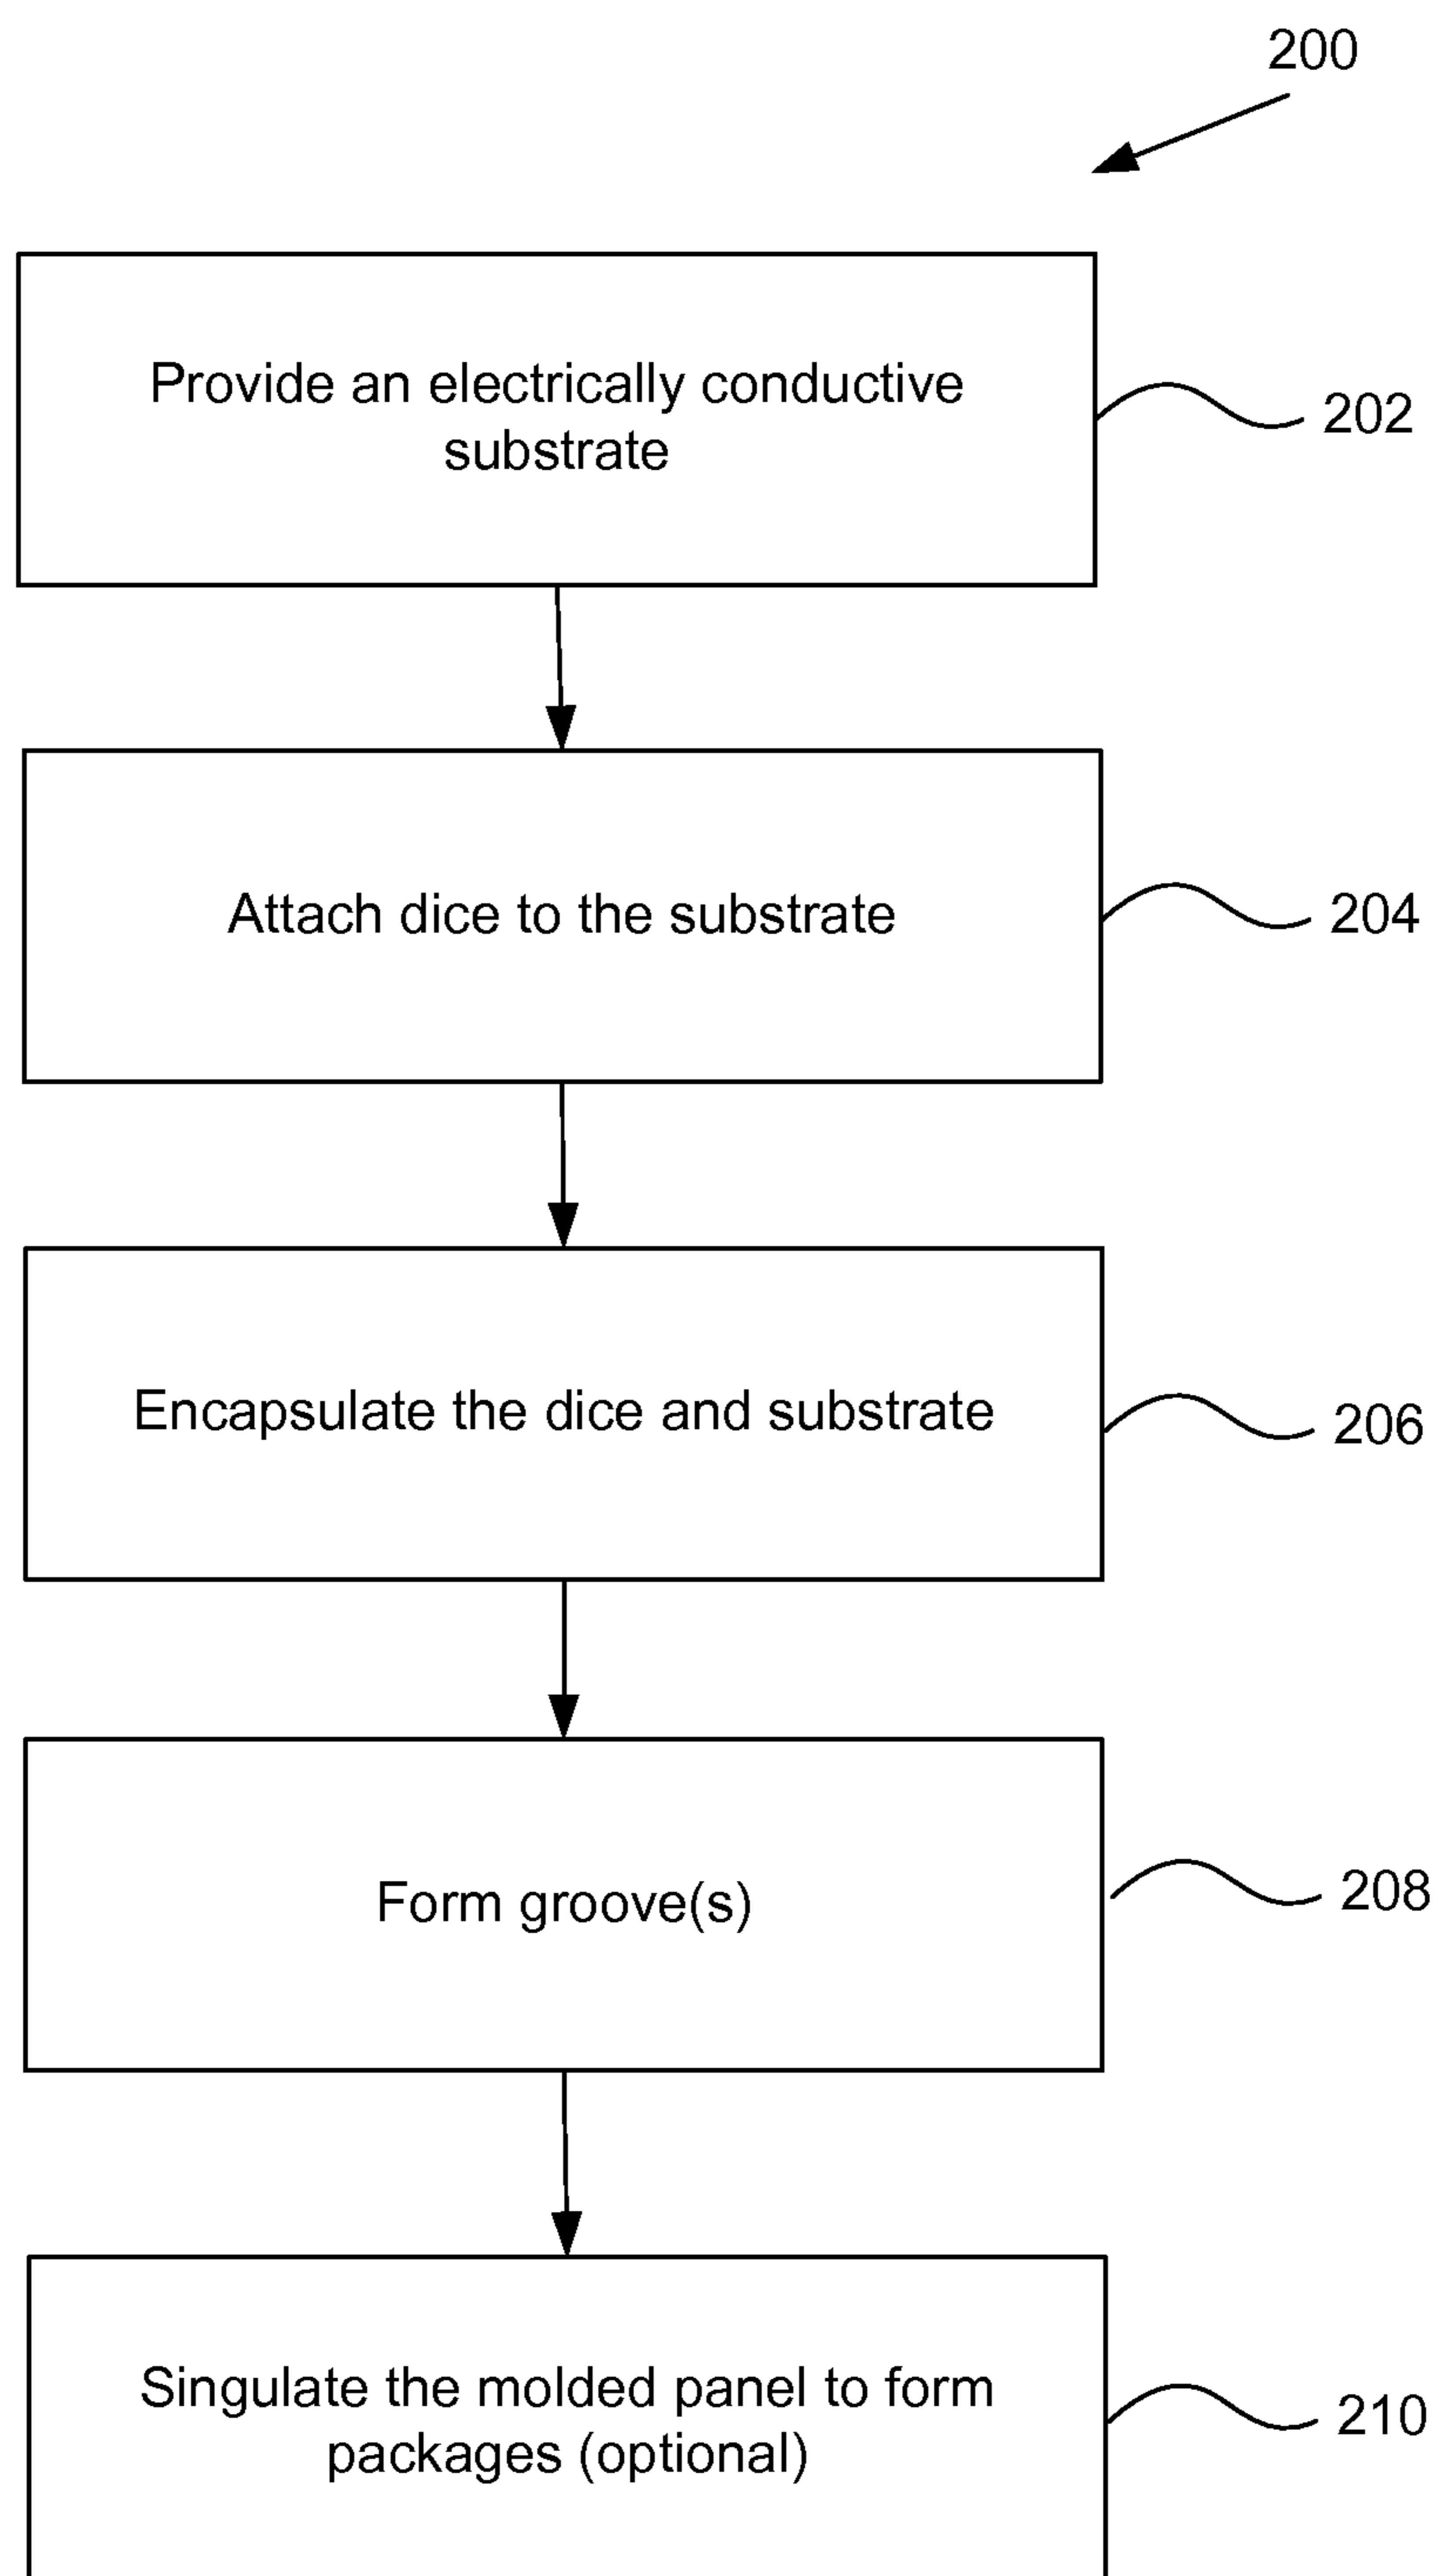 200
Provide an electrically conductive
substrate
202
Attach dice to the substrate
204
Encapsulate the dice and substrate
206
Form groove(s)
208
Singulate the molded panel to form
packages (optional)
210